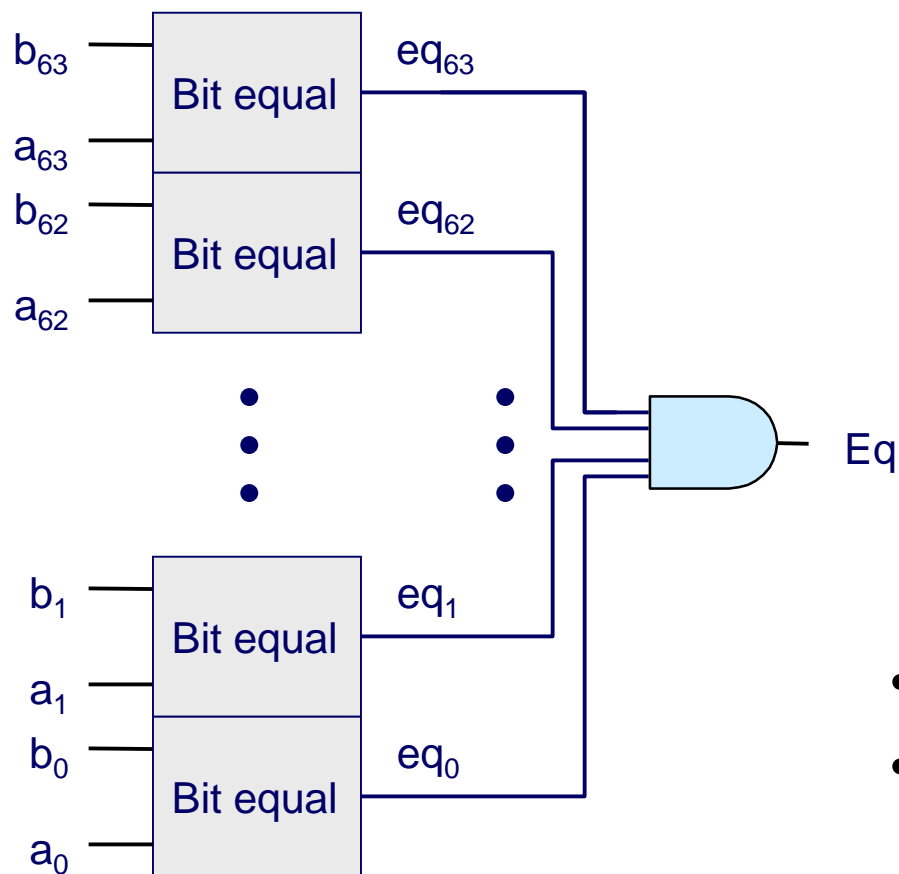 b₆₃
eq₆₃
Bit equal
a₆₃
b₆₂
eq₆₂
Bit equal
a₆₂
Eq
b₁
eq₁
Bit equal
a₁
b₀
eq₀
Bit equal
a₀